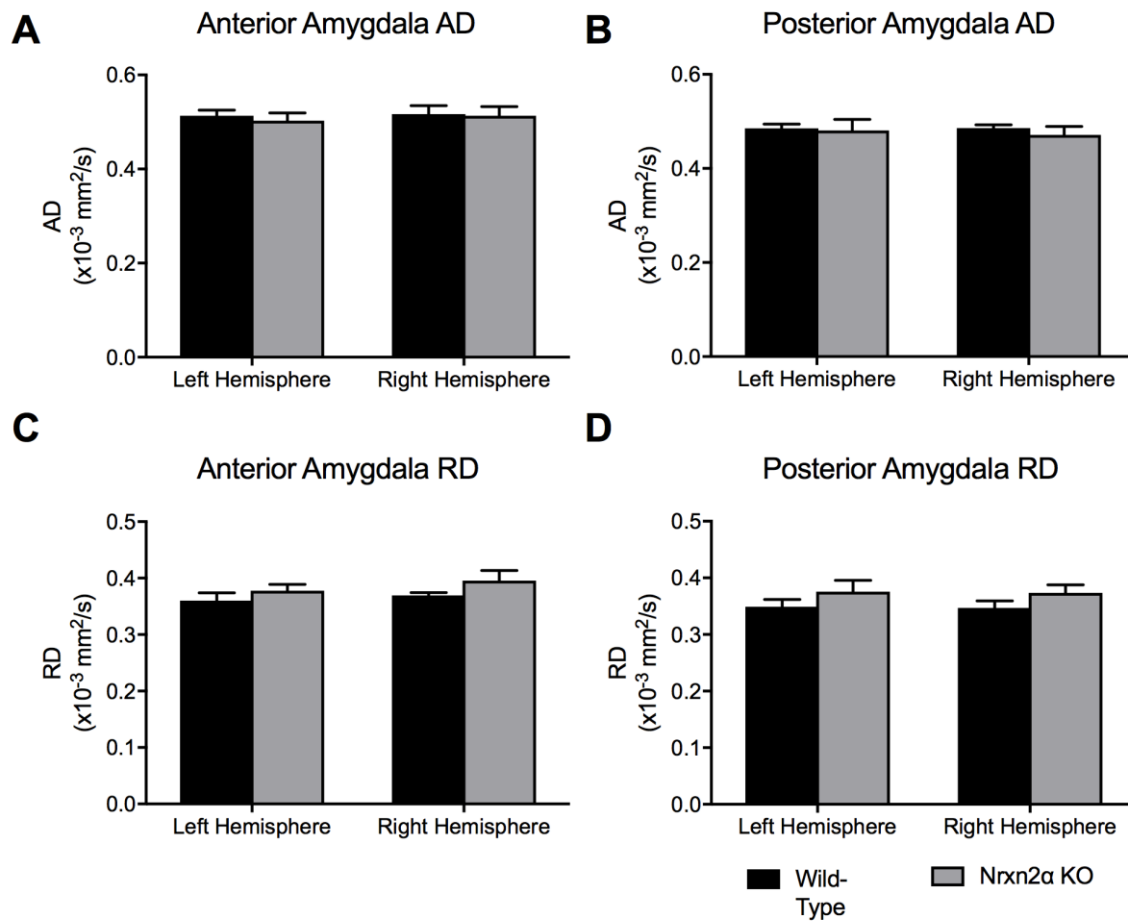 A
Anterior Amygdala AD
AD
(x10-3 mm2/s)
0.6
0.4
0.2
0.0
Left Hemisphere
Right Hemisphere
B
Posterior Amygdala AD
AD
(x10-3 mm2/s)
0.6
0.4
0.2
0.0
Left Hemisphere
Right Hemisphere
C
Anterior Amygdala RD
RD
(x10-3 mm2/s)
0.5
0.4
0.3
0.2
0.1
0.0
Left Hemisphere
Right Hemisphere
D
Posterior Amygdala RD
RD
(x10-3 mm2/s)
0.5
0.4
0.3
0.2
0.1
0.0
Left Hemisphere
Right Hemisphere
Wild-
Type
Nrxn2α KO